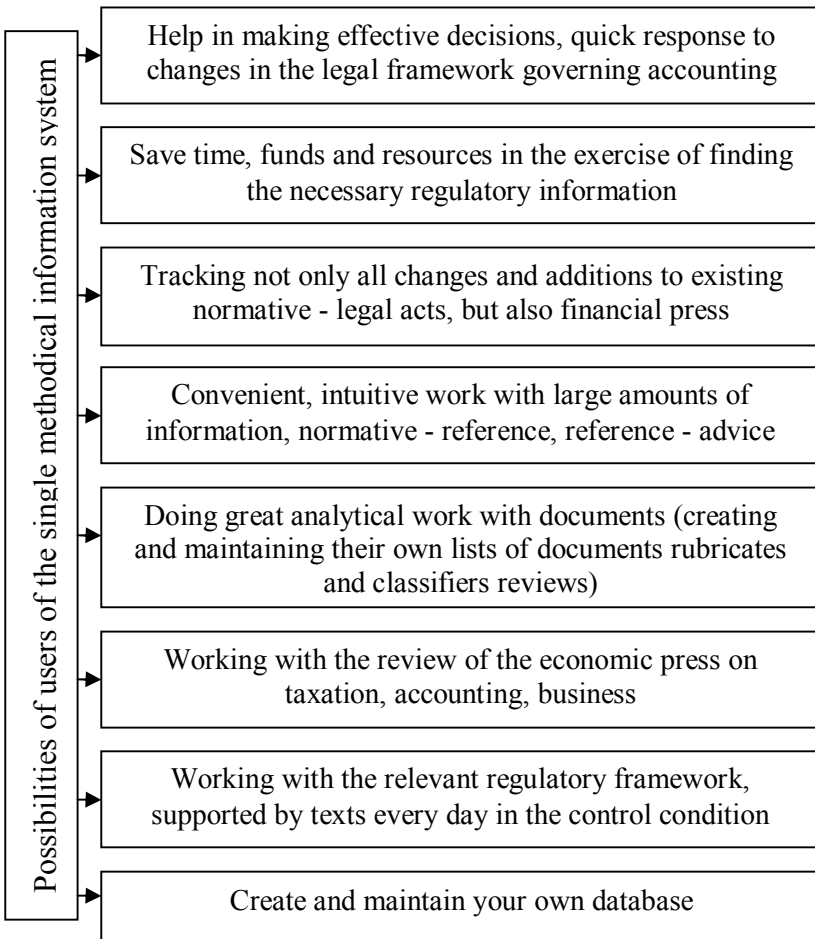 Possibilities of users of the single methodical information system
Help in making effective decisions, quick response to
changes in the legal framework governing accounting
Save time, funds and resources in the exercise of finding
the necessary regulatory information
Tracking not only all changes and additions to existing
normative - legal acts, but also financial press
Convenient, intuitive work with large amounts of
information, normative - reference, reference - advice
Doing great analytical work with documents (creating
and maintaining their own lists of documents rubricates
and classifiers reviews)
Working with the review of the economic press on
taxation, accounting, business
Working with the relevant regulatory framework,
supported by texts every day in the control condition
Create and maintain your own database